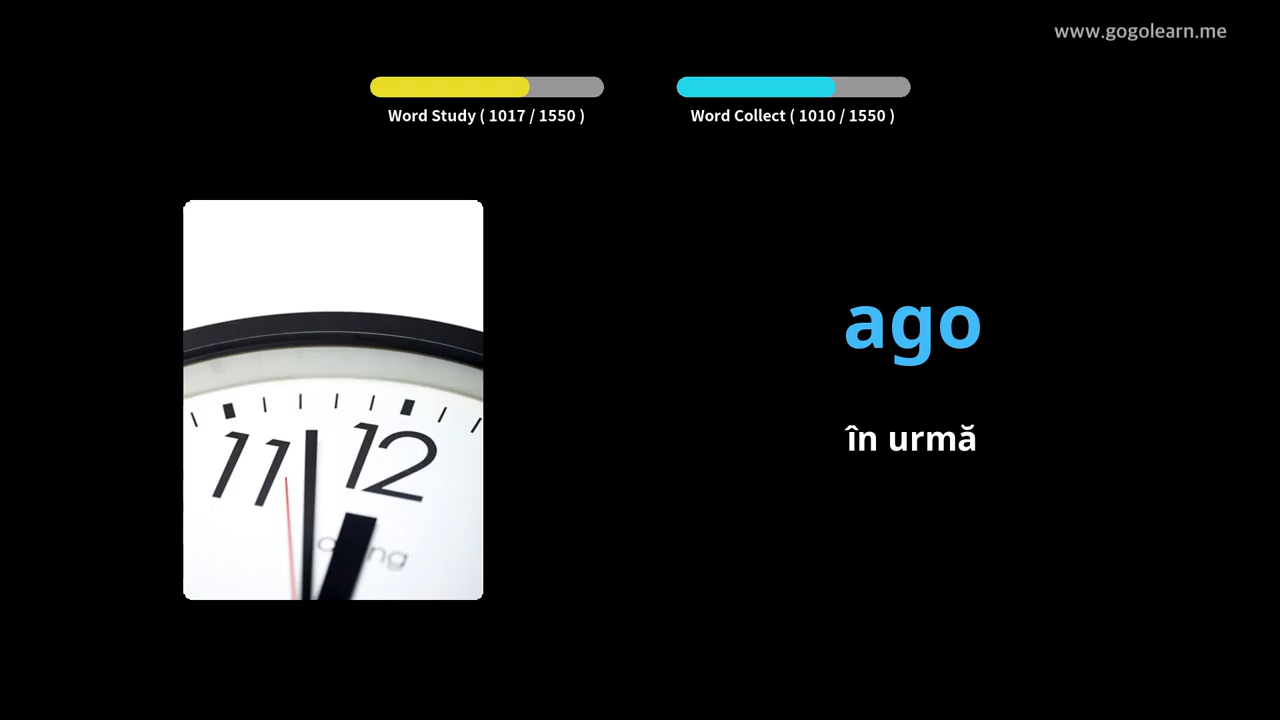 www.gogolearn.me
Word Study ( 1017 / 1550 )
Word Collect ( 1010 / 1550 )
ago
în urmă
11
12